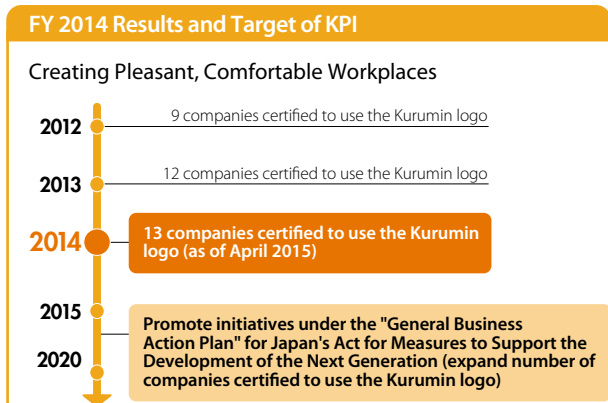 FY 2014 Results and Target of KPI
Creating Pleasant, Comfortable Workplaces
2012
9 companies certified to use the Kurumin logo
2013
12 companies certified to use the Kurumin logo
2014
13 companies certified to use the Kurumin
logo (as of April 2015)
2015
Promote initiatives under the "General Business
Action Plan" for Japan's Act for Measures to Support the
Development of the Next Generation (expand number of
companies certified to use the Kurumin logo)
2020